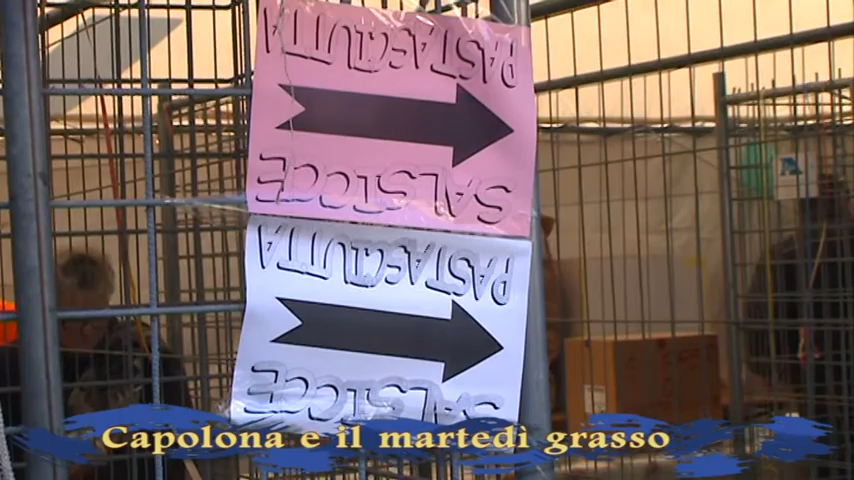 SALSICCE
PASTASCIUTTA
SALSICCE
PASTASCIUTTA
Capolona e il martedì grasso